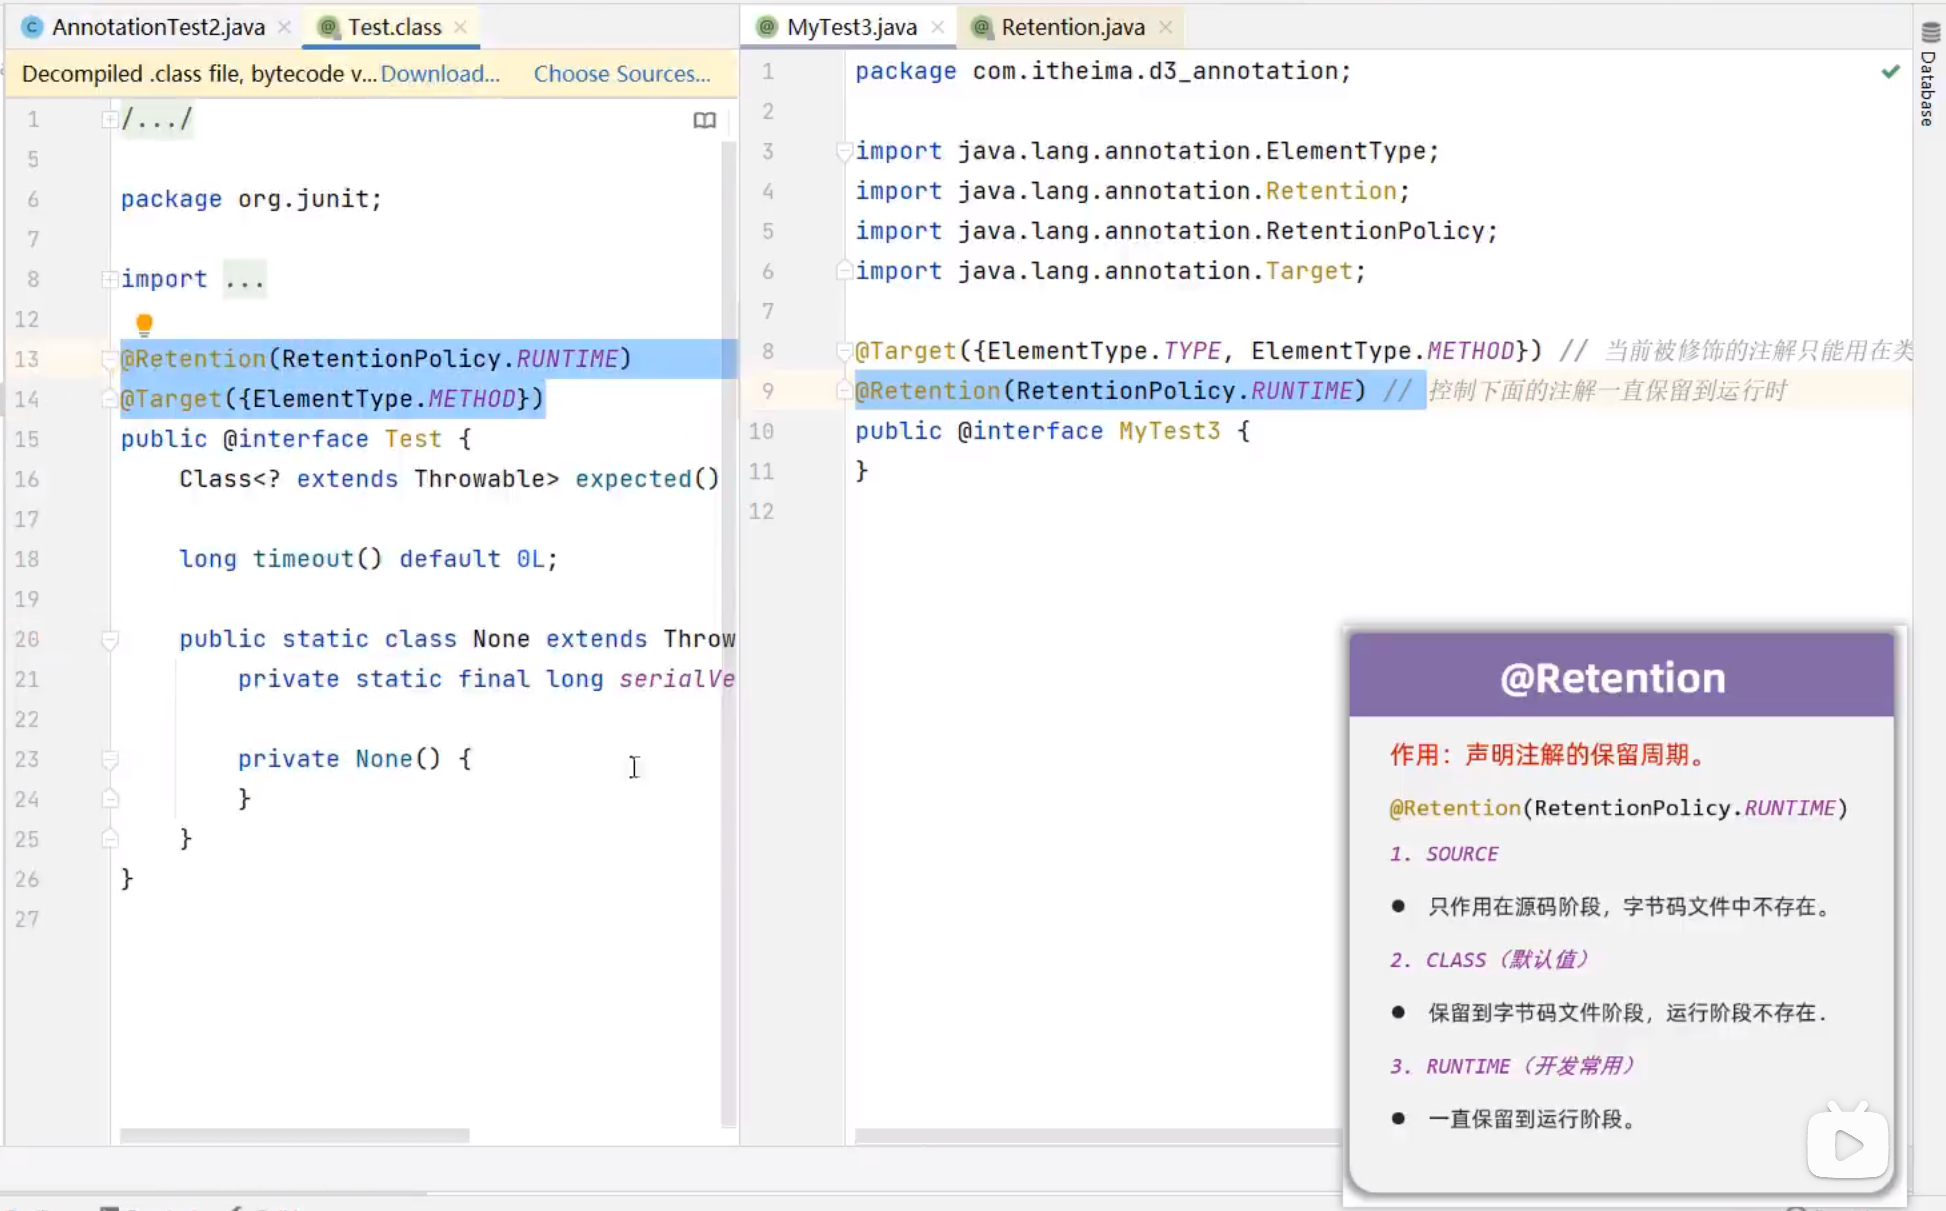 AnnotationTest2.java
Test.class
MyTest3.java
Retention.java
Database
Decompiled .class file, bytecode v... Download... Choose Sources...
1 /.../
5
6 package org.junit;
7
8 import ...
12
13 @Retention(RetentionPolicy.RUNTIME)
14 @Target({ElementType.METHOD})
15 public @interface Test {
16 Class<? extends Throwable> expected()
17
18 long timeout() default 0L;
19
20 public static class None extends Throw
21 private static final long serialVe
22
23 private None() {
24 }
25 }
26 }
27
1 package com.itheima.d3_annotation;
2
3 import java.lang.annotation.ElementType;
4 import java.lang.annotation.Retention;
5 import java.lang.annotation.RetentionPolicy;
6 import java.lang.annotation.Target;
7
8 @Target({ElementType.TYPE, ElementType.METHOD}) // 当前被修饰的注解只能用在类
9 @Retention(RetentionPolicy.RUNTIME) // 控制下面的注解一直保留到运行时
10 public @interface MyTest3 {
11 }
12
@Retention
作用：声明注解的保留周期。
@Retention(RetentionPolicy.RUNTIME)
1. SOURCE
● 只作用在源码阶段，字节码文件中不存在。
2. CLASS（默认值）
● 保留到字节码文件阶段，运行阶段不存在.
3. RUNTIME（开发常用）
● 一直保留到运行阶段。